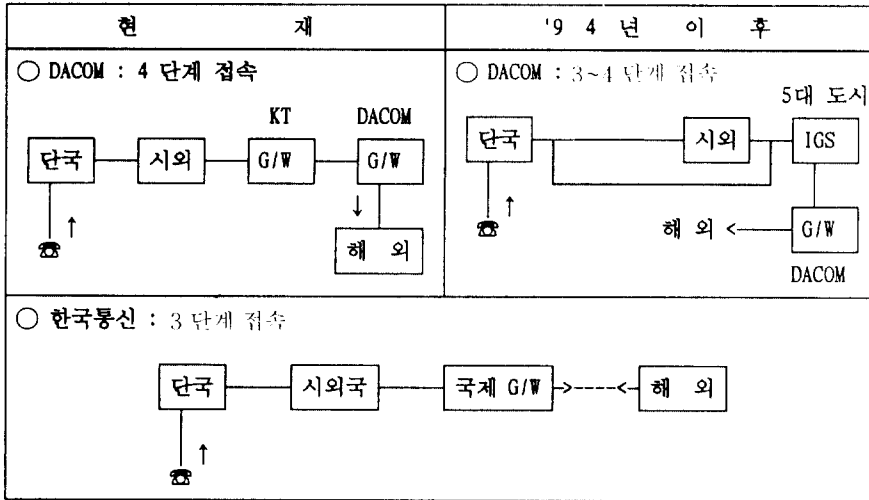 현 재
'9 4 년 이 후
○ DACOM : 4 단계 접속
KT DACOM
단국 시외 G/W G/W
↑ ↓
☎
해 외
○ DACOM : 3~4 단계 접속
5대 도시
단국 시외 IGS
↑
☎
해 외 < G/W
DACOM
○ 한국통신 : 3 단계 접속
단국 시외국 국제 G/W >----< 해 외
↑
☎